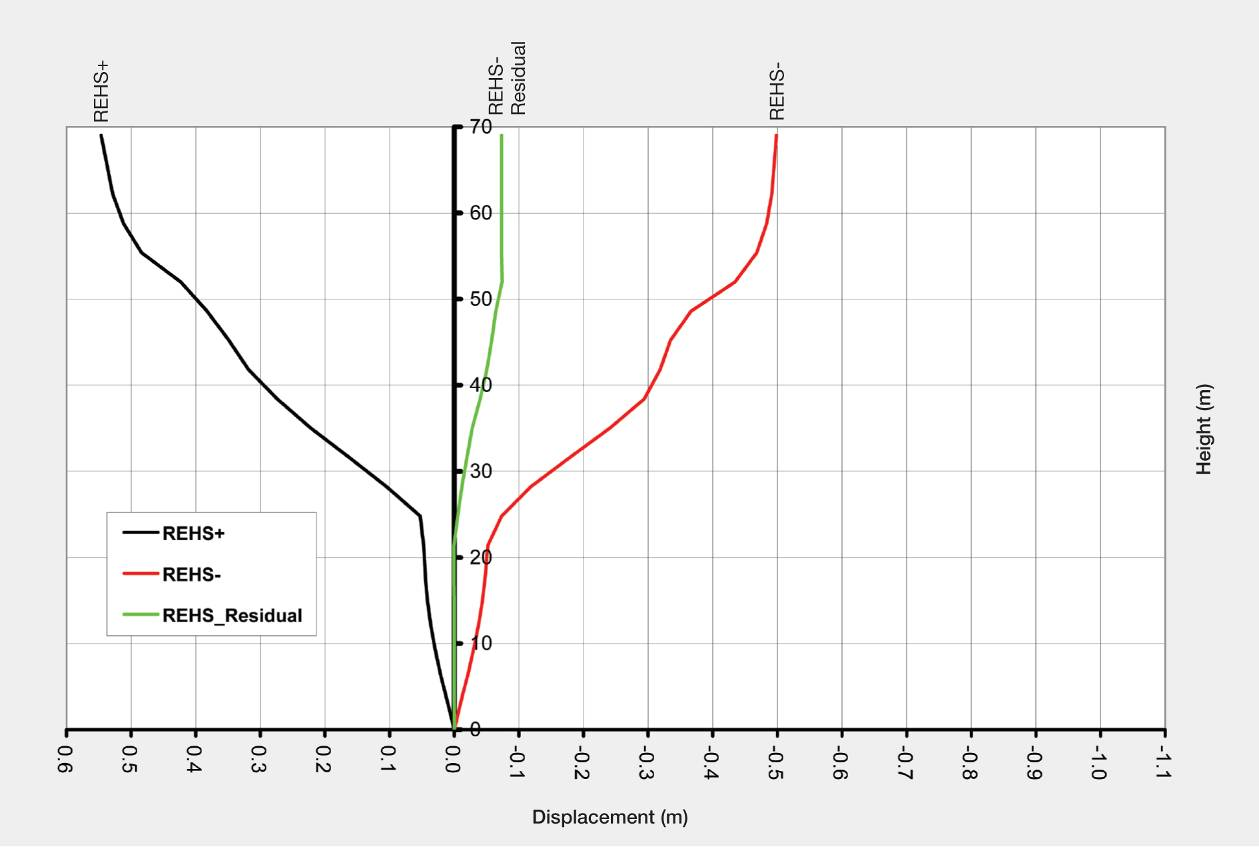 REHS+
REHS-
Residual
REHS-
70
60
50
40
30
20
10
0
Height (m)
REHS+
REHS-
REHS_Residual
0.6
0.5
0.4
0.3
0.2
0.1
0.0
-0.1
-0.2
-0.3
-0.4
-0.5
-0.6
-0.7
-0.8
-0.9
-1.0
-1.1
Displacement (m)